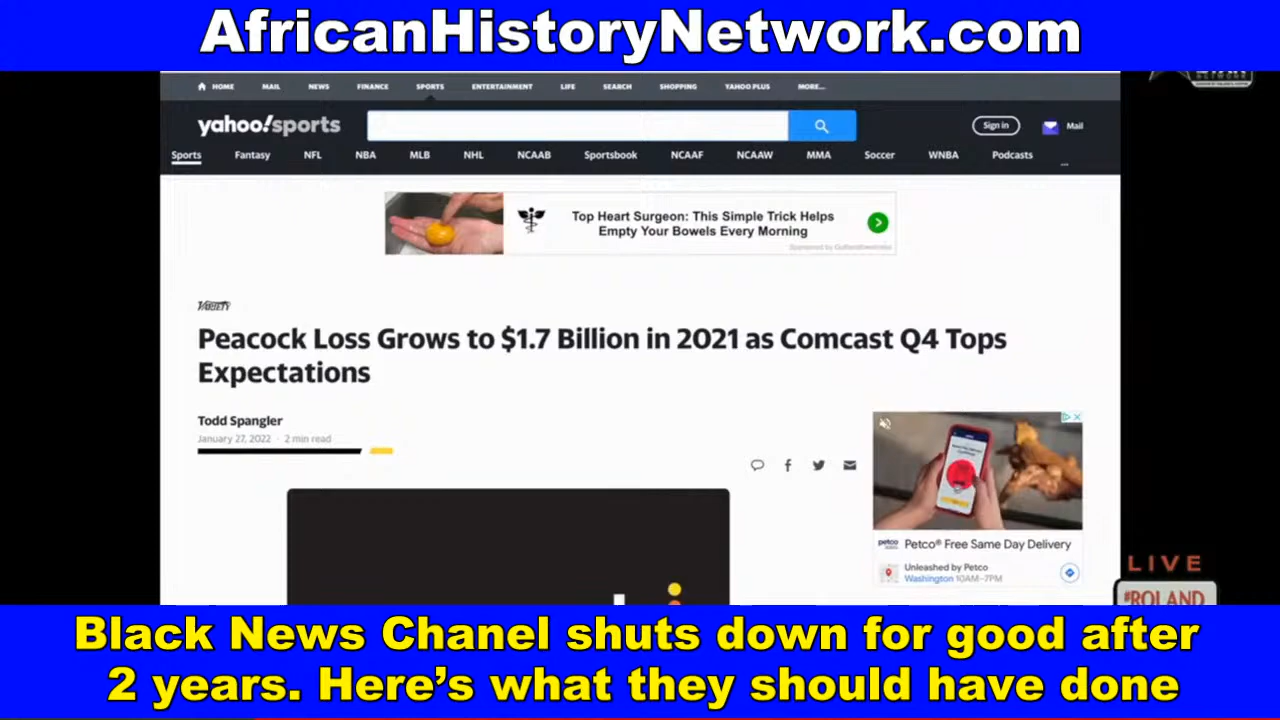 AfricanHistoryNetwork.com
HOME MAIL NEWS FINANCE SPORTS ENTERTAINMENT LIFE SEARCH SHOPPING YAHOO PLUS MORE...
yahoo!sports
Sign in
Mail
Sports Fantasy NFL NBA MLB NHL NCAAB Sportsbook NCAAF NCAAW MMA Soccer WNBA Podcasts ...
Top Heart Surgeon: This Simple Trick Helps
Empty Your Bowels Every Morning
VARIETY
Peacock Loss Grows to $1.7 Billion in 2021 as Comcast Q4 Tops
Expectations
Todd Spangler
January 27, 2022 · 2 min read
petco
Petco® Free Same Day Delivery
Unleashed by Petco
Washington 10AM–7PM
LIVE
#ROLAND
Black News Chanel shuts down for good after
2 years. Here's what they should have done